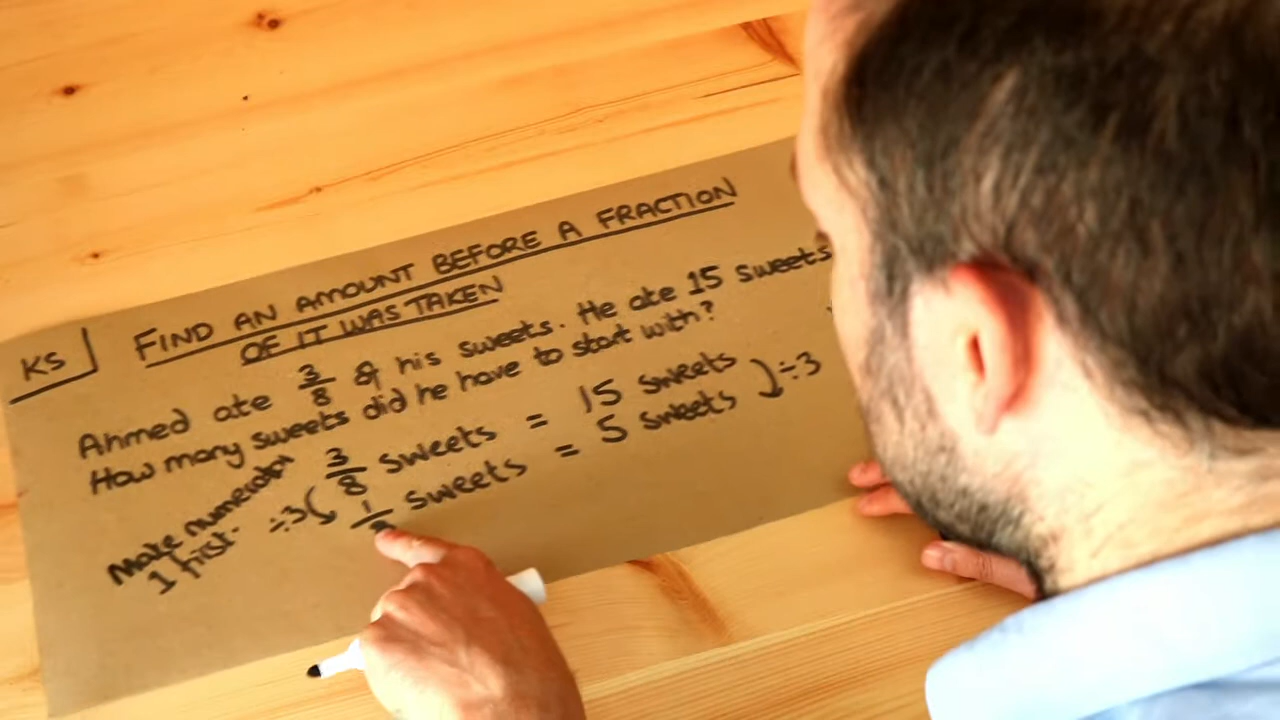 KS
FIND AN AMOUNT BEFORE A FRACTION
OF IT WAS TAKEN
Ahmed ate 3/8 of his sweets. He ate 15 sweets
How many sweets did he have to start with?
3/8 sweets = 15 sweets
÷3 1/8 sweets = 5 sweets ÷3
Make numerator
1 first.